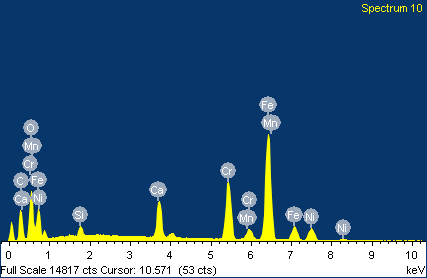 Spectrum 10
O
Fe
Mn
Mn
Cr
Cr
C
Fe
Ca
Cr
Ca
Ni
Si
Mn
Fe
Ni
Ni
0 1 2 3 4 5 6 7 8 9 10
Full Scale 14817 cts Cursor: 10.571 (53 cts) keV